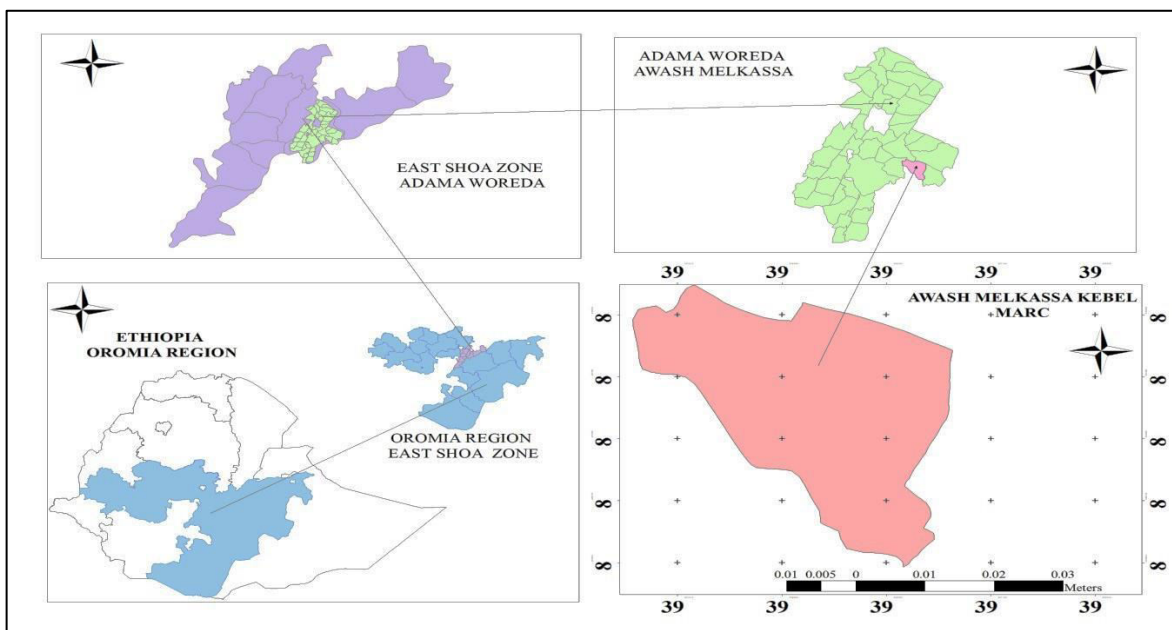 EAST SHOA ZONE
ADAMA WOREDA
ADAMA WOREDA
AWASH MELKASSA
ETHIOPIA
OROMIA REGION
OROMIA REGION
EAST SHOA ZONE
39 39 39 39 39
AWASH MELKASSA KEBEL
MARC
8 8
8 8
8 8
8 8
8 8
0.01 0.005 0 0.01 0.02 0.03
Meters
39 39 39 39 39